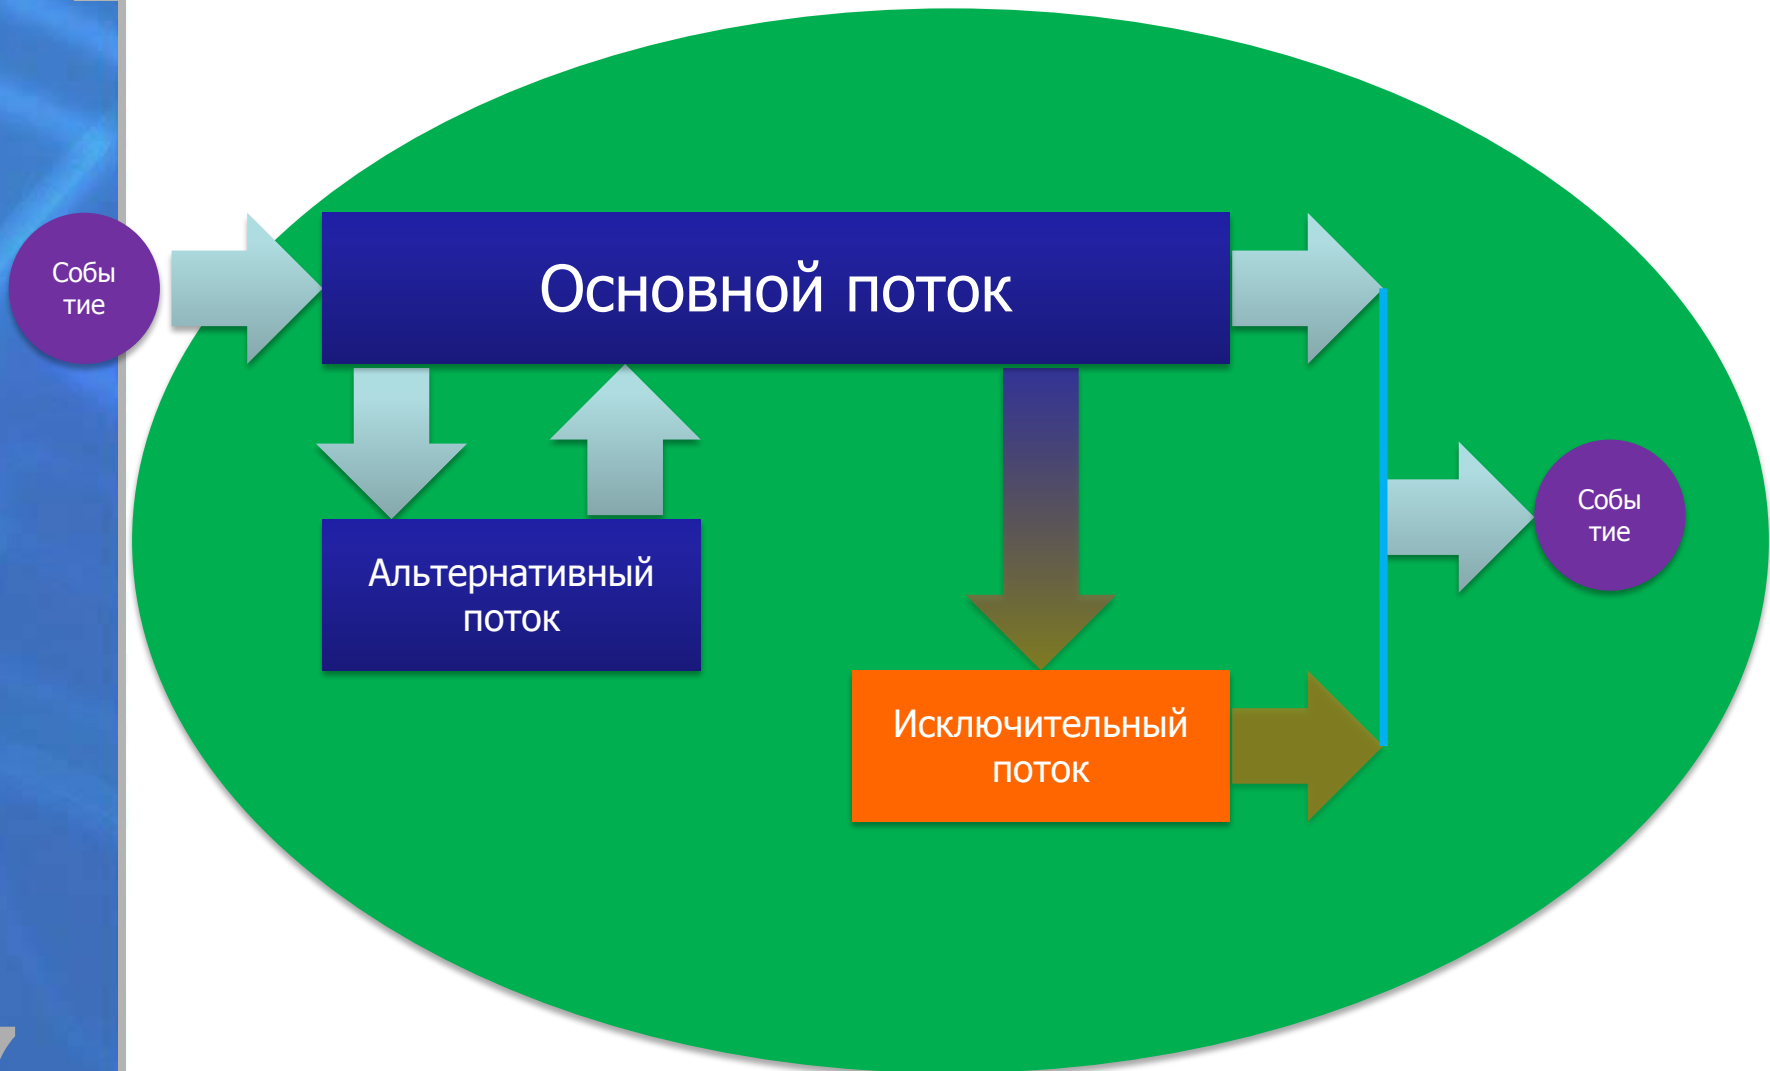 Собы
тие
Основной поток
Альтернативный
поток
Исключительный
поток
Собы
тие